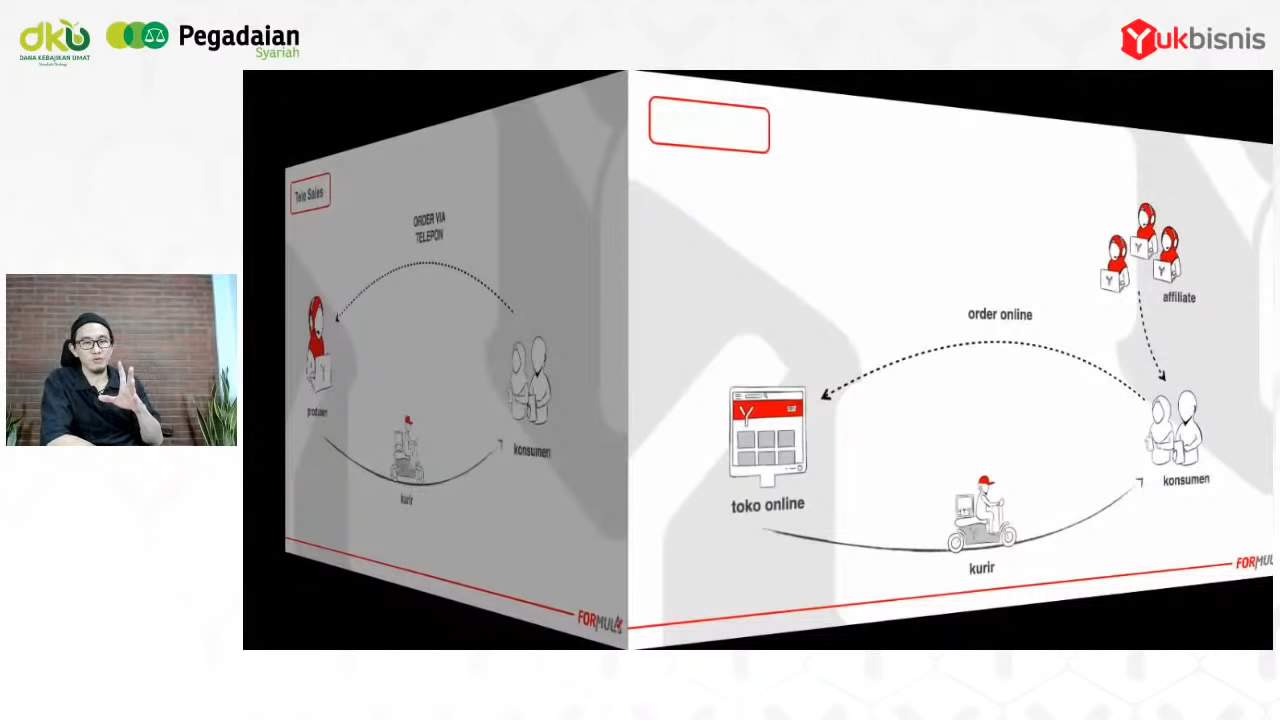 dku
DANA KEBAJIKAN UMAT
Pegadaian
Syariah
Yukbisnis
Tele Sales
ORDER VIA
TELEPON
produsen
kurir
konsumen
FORMULA
order online
affiliate
toko online
konsumen
kurir
FORMUL